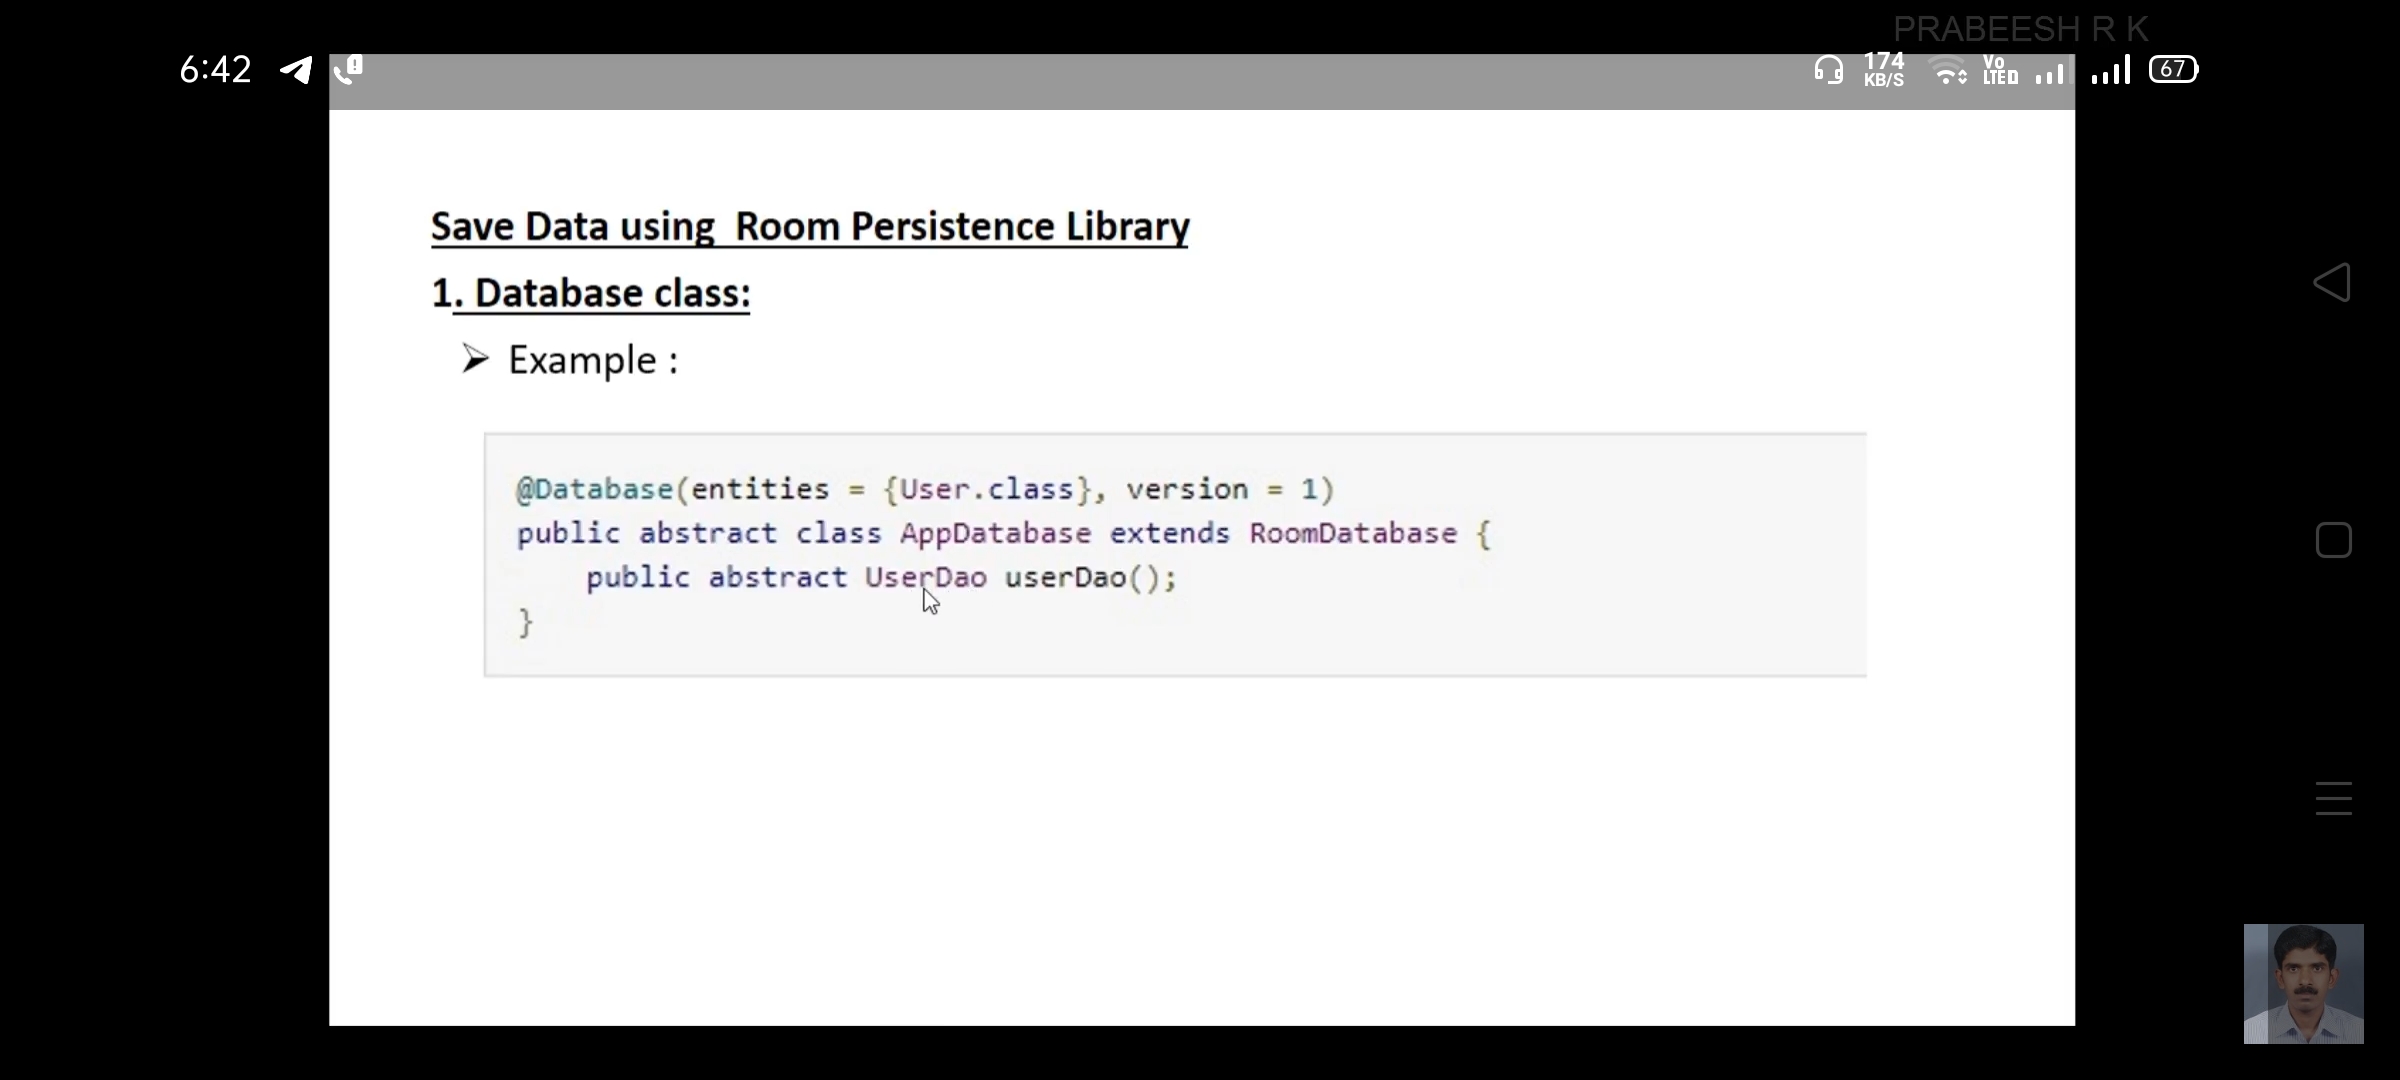 PRABEESH R K
6:42
174
KB/S
Vo
LTE
67
Save Data using  Room Persistence Library
1. Database class:
➢ Example :
@Database(entities = {User.class}, version = 1)
public abstract class AppDatabase extends RoomDatabase {
    public abstract UserDao userDao();
}